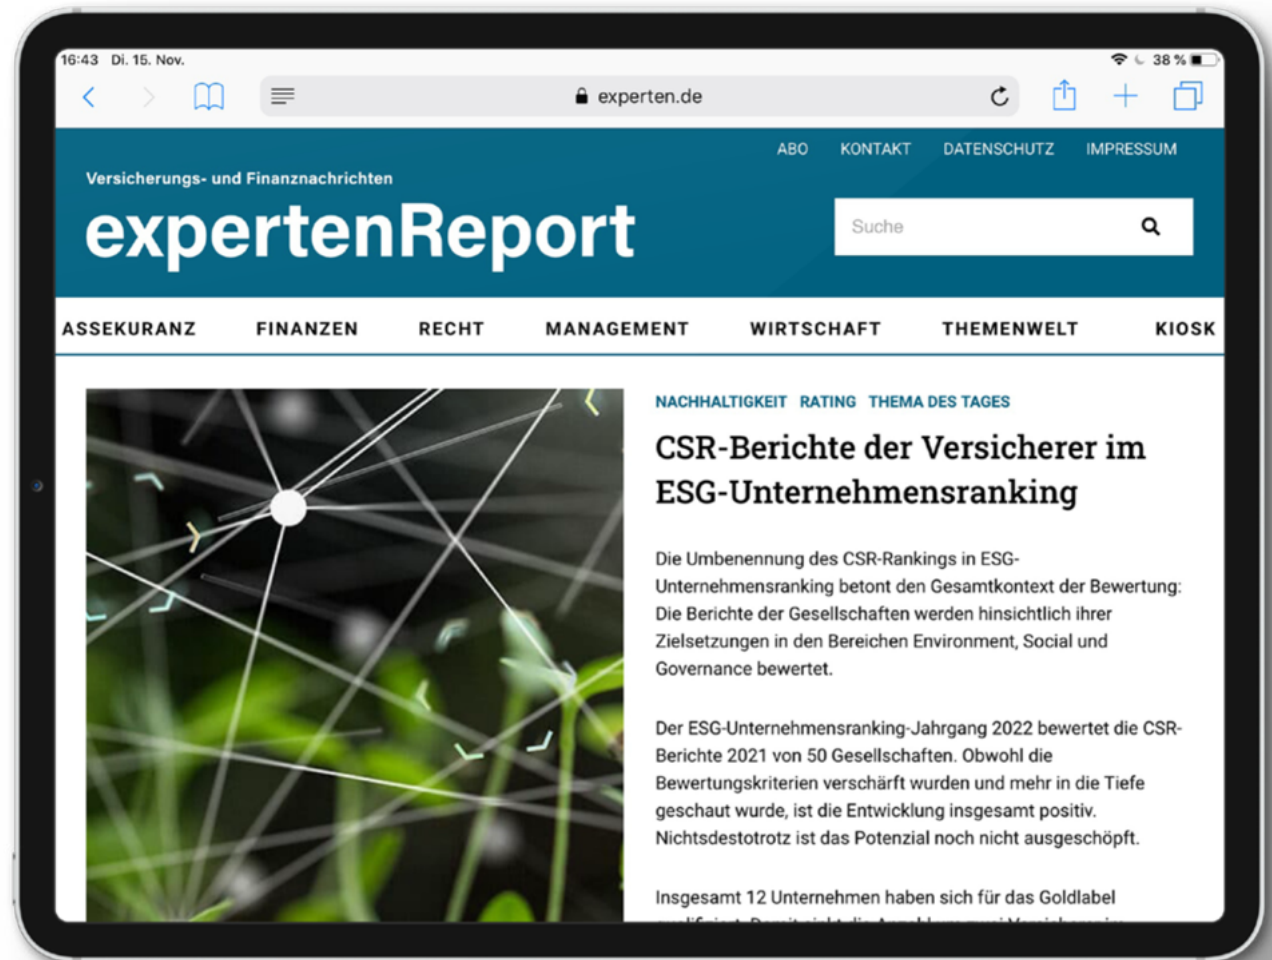 16:43 Di. 15. Nov.
38 %
experten.de
ABO KONTAKT DATENSCHUTZ IMPRESSUM
Versicherungs- und Finanznachrichten
expertenReport
Suche
ASSEKURANZ FINANZEN RECHT MANAGEMENT WIRTSCHAFT THEMENWELT KIOSK
NACHHALTIGKEIT RATING THEMA DES TAGES
CSR-Berichte der Versicherer im
ESG-Unternehmensranking
Die Umbenennung des CSR-Rankings in ESG-
Unternehmensranking betont den Gesamtkontext der Bewertung:
Die Berichte der Gesellschaften werden hinsichtlich ihrer
Zielsetzungen in den Bereichen Environment, Social und
Governance bewertet.
Der ESG-Unternehmensranking-Jahrgang 2022 bewertet die CSR-
Berichte 2021 von 50 Gesellschaften. Obwohl die
Bewertungskriterien verschärft wurden und mehr in die Tiefe
geschaut wurde, ist die Entwicklung insgesamt positiv.
Nichtsdestotrotz ist das Potenzial noch nicht ausgeschöpft.
Insgesamt 12 Unternehmen haben sich für das Goldlabel